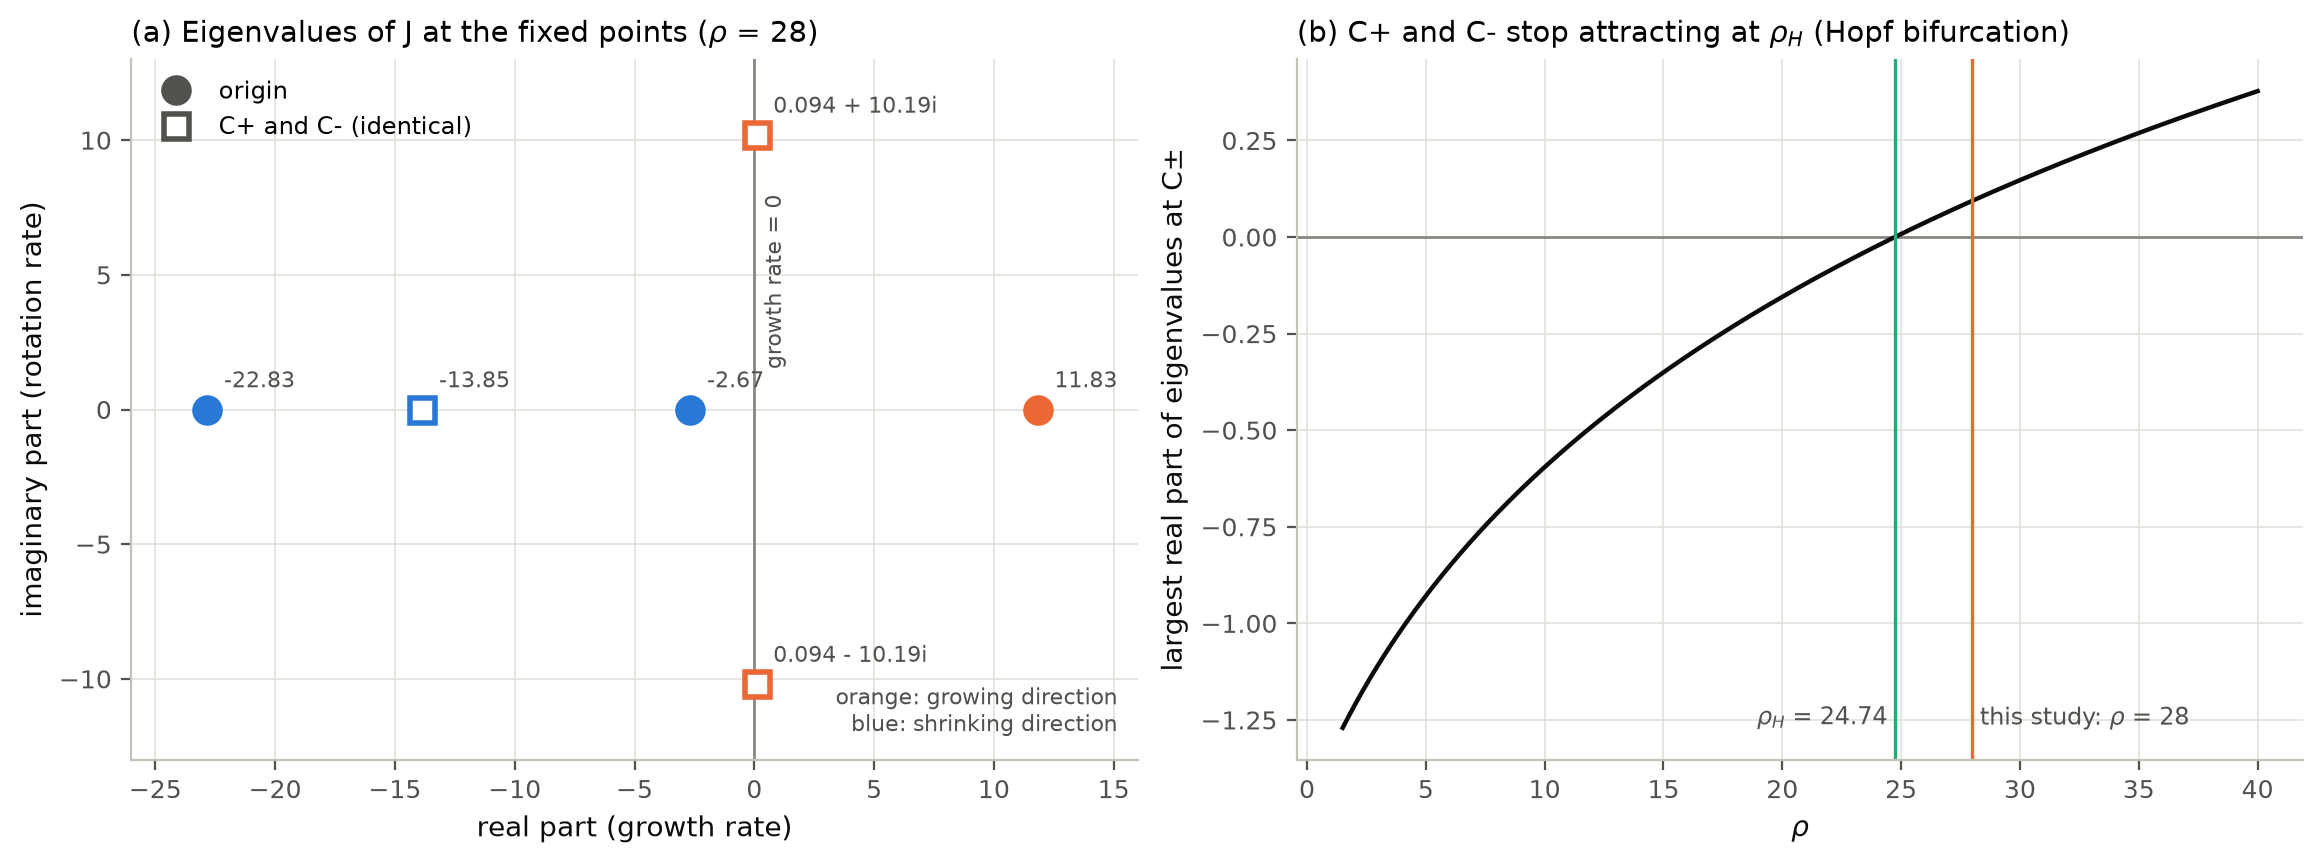 (a) Eigenvalues of J at the fixed points (ρ = 28)
origin
C+ and C- (identical)
0.094 + 10.19i
growth rate = 0
-22.83
-13.85
-2.67
11.83
0.094 - 10.19i
orange: growing direction
blue: shrinking direction
10
5
0
−5
−10
imaginary part (rotation rate)
−25
−20
−15
−10
−5
0
5
10
15
real part (growth rate)
(b) C+ and C- stop attracting at ρH (Hopf bifurcation)
0.25
0.00
−0.25
−0.50
−0.75
−1.00
−1.25
largest real part of eigenvalues at C±
ρH = 24.74
this study: ρ = 28
0
5
10
15
20
25
30
35
40
ρ